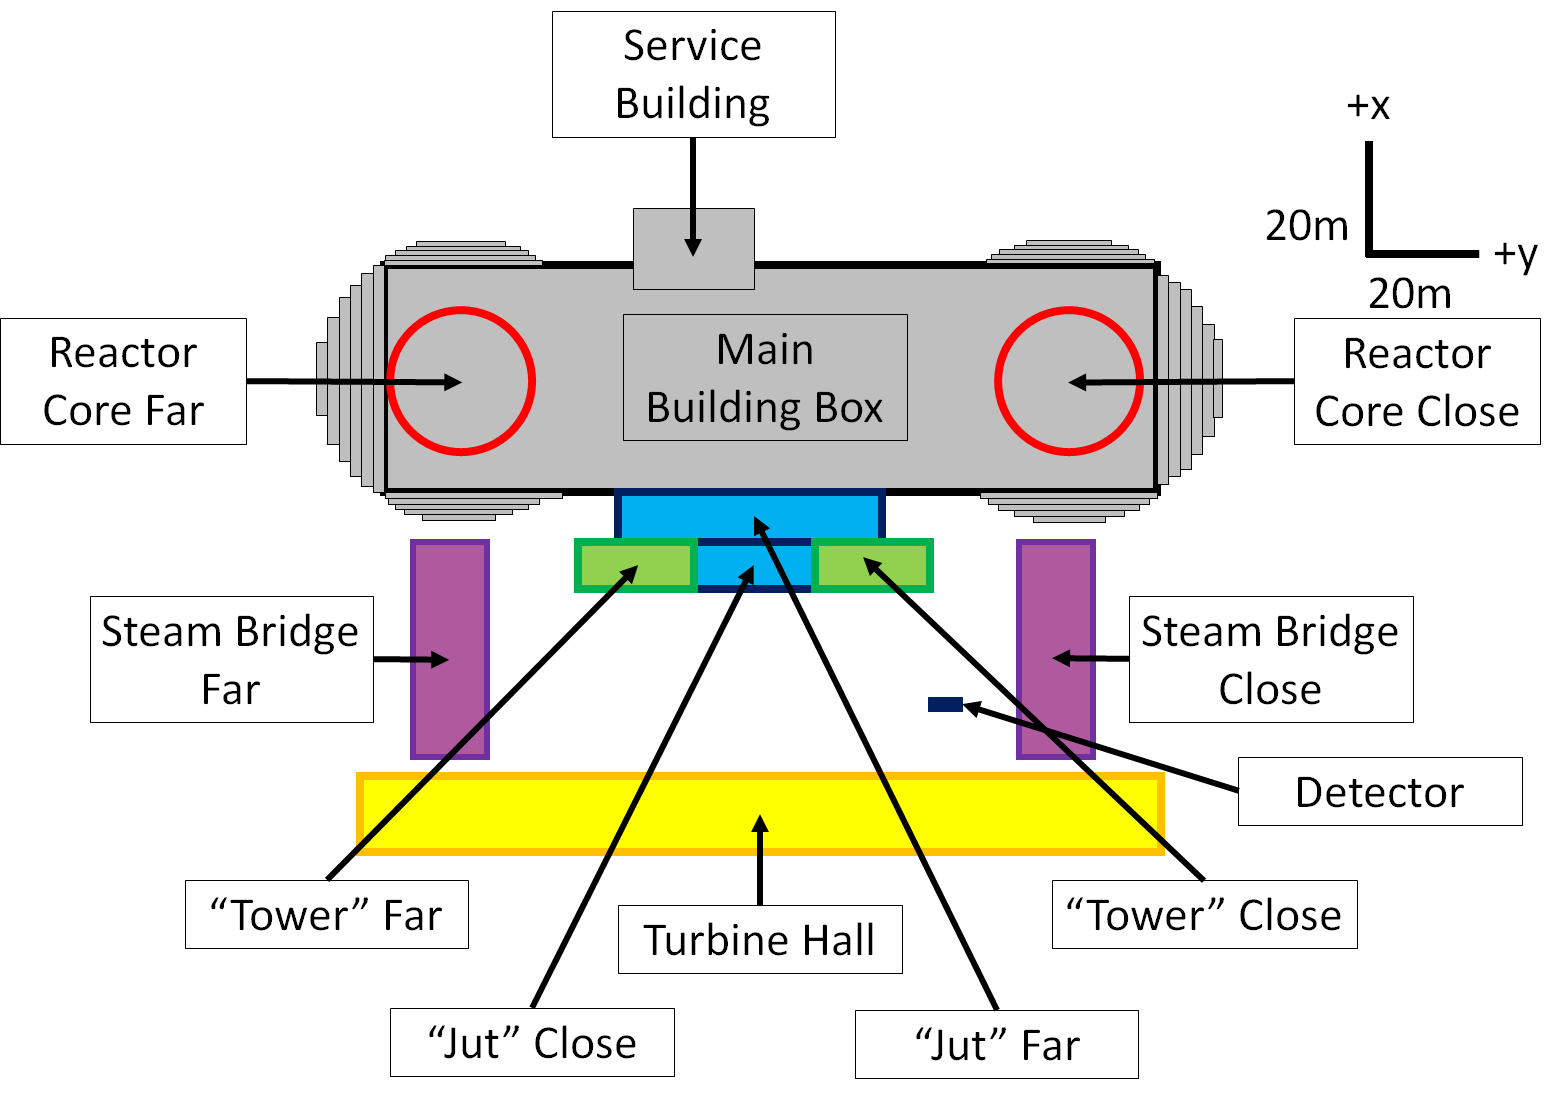 Service
Building
+x
20m
+y
20m
Reactor
Core Far
Main
Building Box
Reactor
Core Close
Steam Bridge
Far
Steam Bridge
Close
Detector
“Tower” Far
Turbine Hall
“Tower” Close
“Jut” Close
“Jut” Far